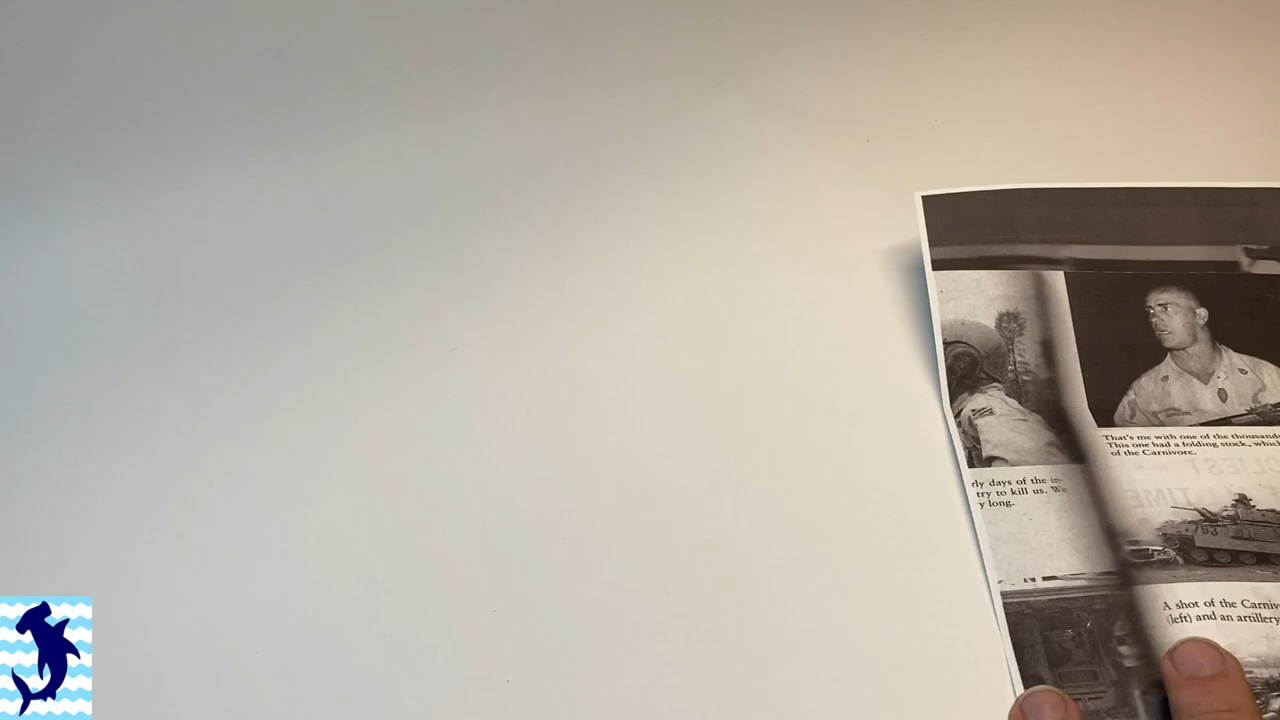 That's me with one of the thousands
This one had a folding stock, which
of the Carnivore.
rly days of the in-
try to kill us. We
y long.
A shot of the Carniv
(left) and an artillery